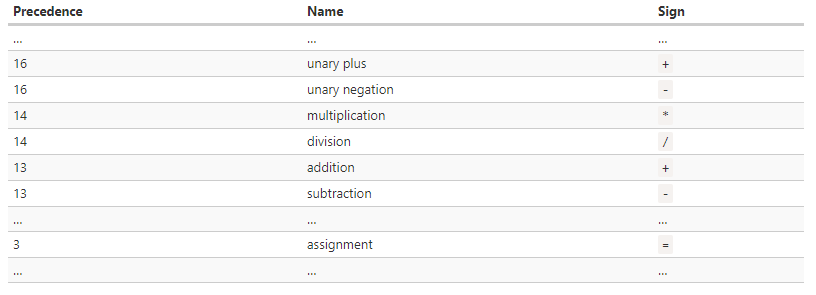 Precedence Name Sign
... ... ...
16 unary plus +
16 unary negation -
14 multiplication *
14 division /
13 addition +
13 subtraction -
... ... ...
3 assignment =
... ... ...